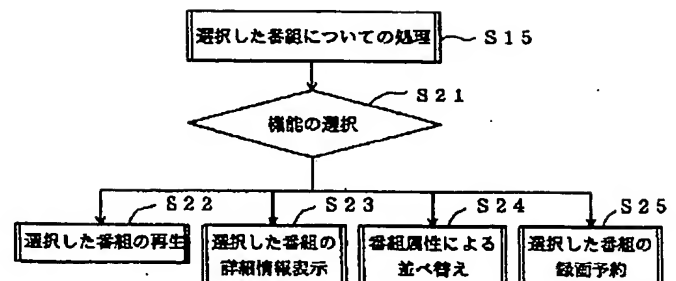 選択した番組についての処理
S15
S21
機能の選択
S22
S23
S24
S25
選択した番組の再生
選択した番組の
詳細情報表示
番組属性による
並べ替え
選択した番組の
録画予約